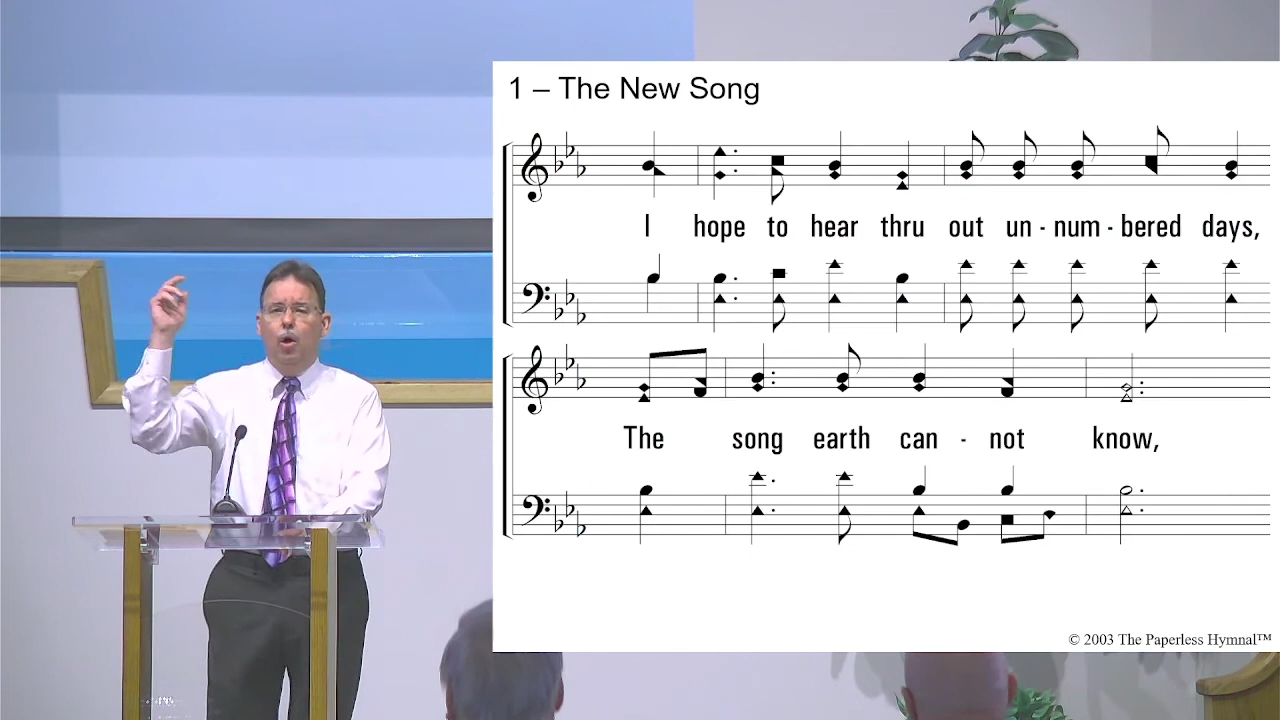 1 – The New Song
I hope to hear thru out un - num - bered days,
The song earth can - not know,
© 2003 The Paperless Hymnal™